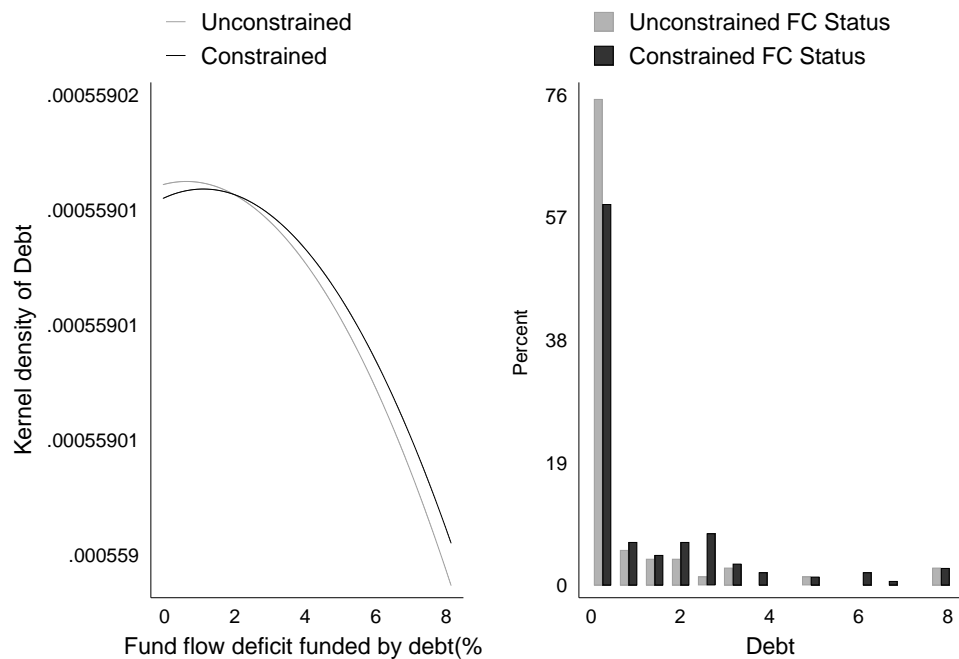 Unconstrained
Constrained
.00055902
.00055901
.00055901
.00055901
.000559
Kernel density of Debt
0 2 4 6 8
Fund flow deficit funded by debt(%
Unconstrained FC Status
Constrained FC Status
76
57
38
19
0
Percent
0 2 4 6 8
Debt